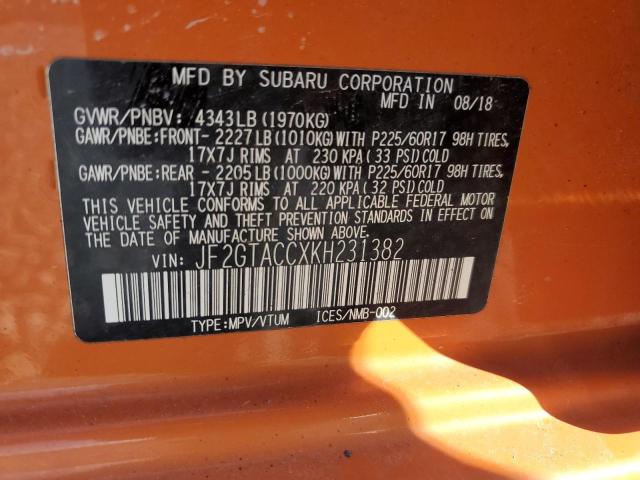 MFD BY SUBARU CORPORATION
MFD IN 08/18
GVWR/PNBV: 4343LB (1970KG)
GAWR/PNBE:FRONT- 2227LB(1010KG)WITH P225/60R17 98H TIRES,
17X7J RIMS AT 230 KPA (33 PSI)COLD
GAWR/PNBE:REAR - 2205LB(1000KG)WITH P225/60R17 98H TIRES,
17X7J RIMS AT 220 KPA (32 PSI)COLD
THIS VEHICLE CONFORMS TO ALL APPLICABLE FEDERAL MOTOR
VEHICLE SAFETY AND THEFT PREVENTION STANDARDS IN EFFECT
ON THE DATE OF MANUFACTURE SHOWN ABOVE.
VIN: JF2GTACCXKH231382
TYPE:MPV/VTUM ICES/NMB-002